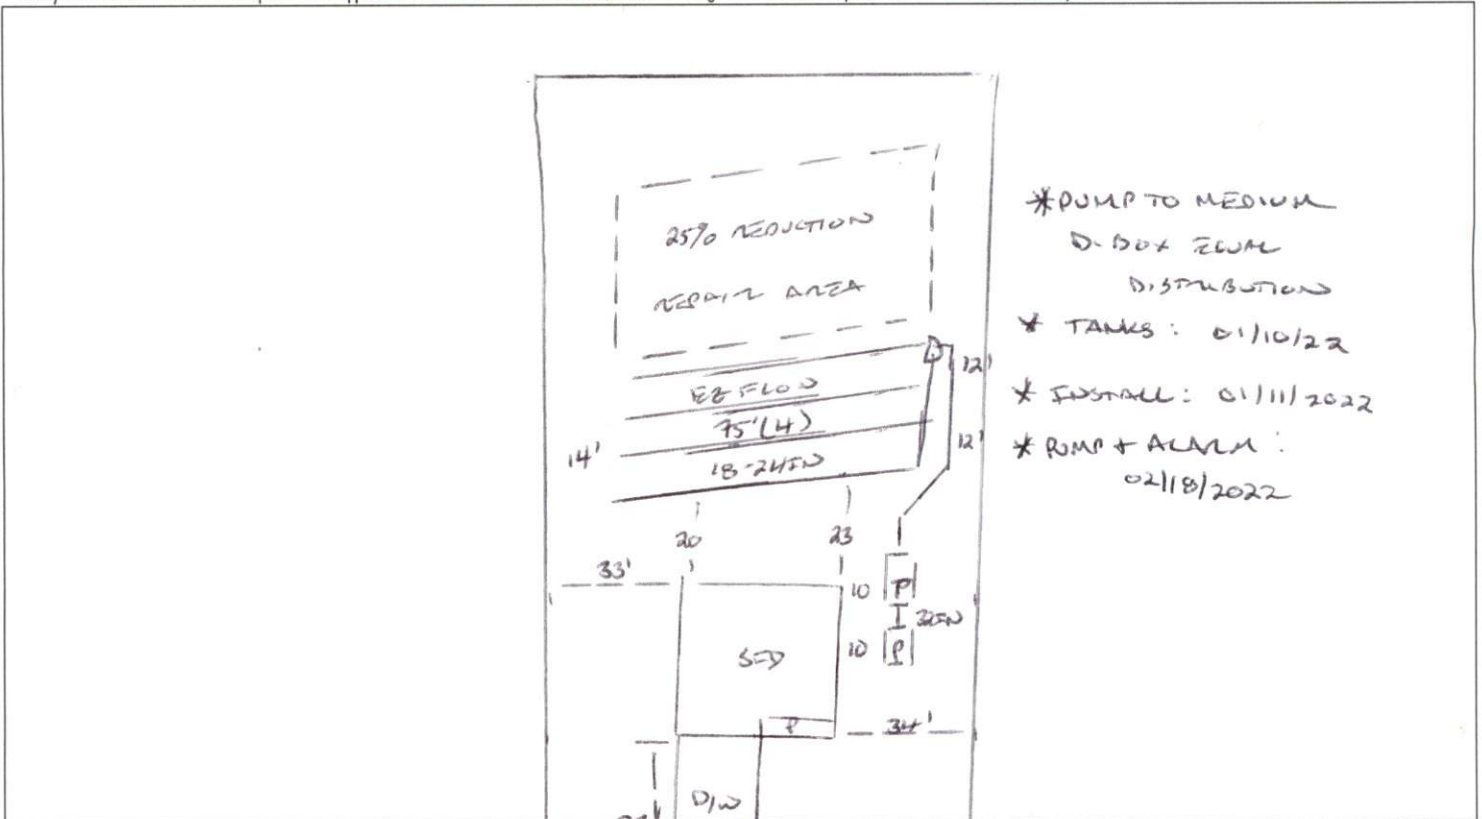 25% REDUCTION
REPAIR AREA
EZ FLOW
75' (4)
18-24IN
14'
12'
12'
20
23
33'
10
P
I 32IN
10
SFD
P
34'
D/W
*PUMP TO MEDIUM
D-BOX EQUAL
DISTRIBUTION
* TANKS: 01/10/22
* INSTALL: 01/11/2022
* PUMP + ALARM:
02/18/2022